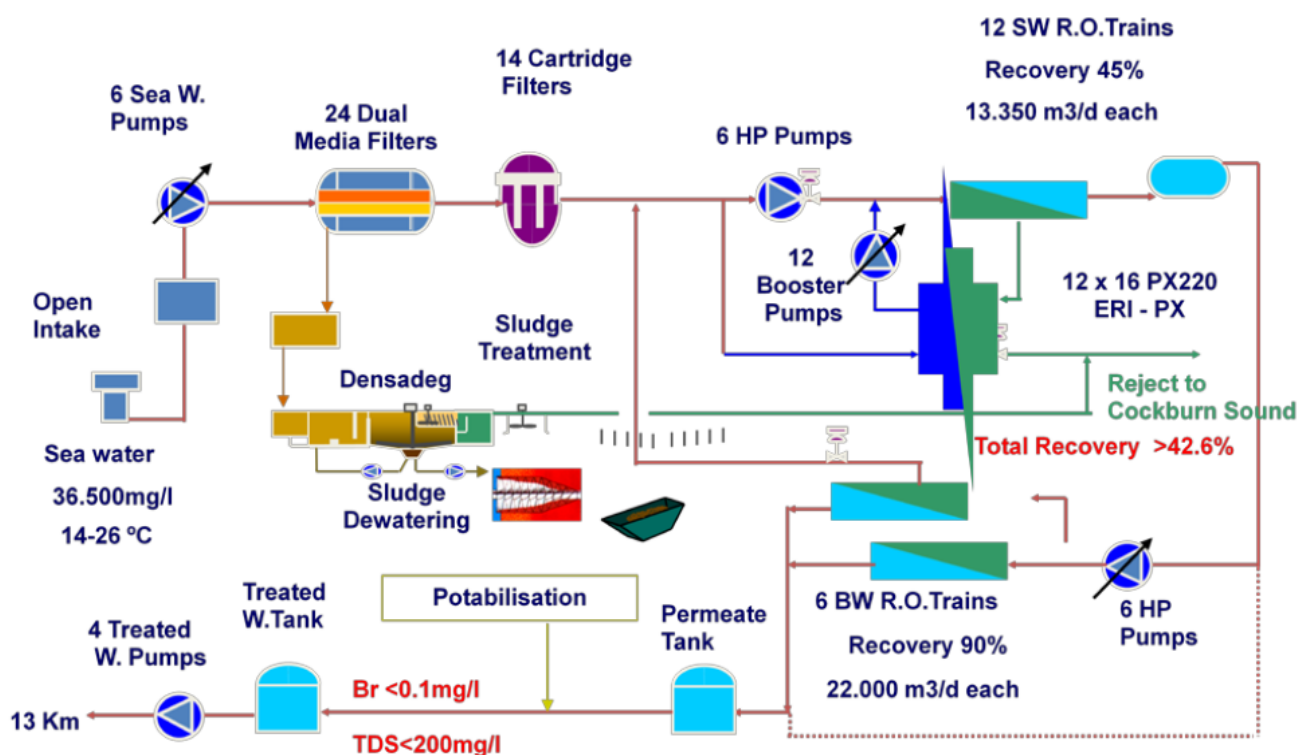 12 SW R.O.Trains
Recovery 45%
13.350 m3/d each
14 Cartridge
Filters
6 Sea W.
Pumps
24 Dual
Media Filters
6 HP Pumps
12
Booster
Pumps
12 x 16 PX220
ERI - PX
Open
Intake
Sludge
Treatment
Densadeg
Reject to
Cockburn Sound
Total Recovery >42.6%
Sea water
36.500mg/l
14-26 ºC
Sludge
Dewatering
Potabilisation
Treated
W.Tank
Permeate
Tank
6 BW R.O.Trains
Recovery 90%
22.000 m3/d each
6 HP
Pumps
4 Treated
W. Pumps
Br <0.1mg/l
13 Km
TDS<200mg/l